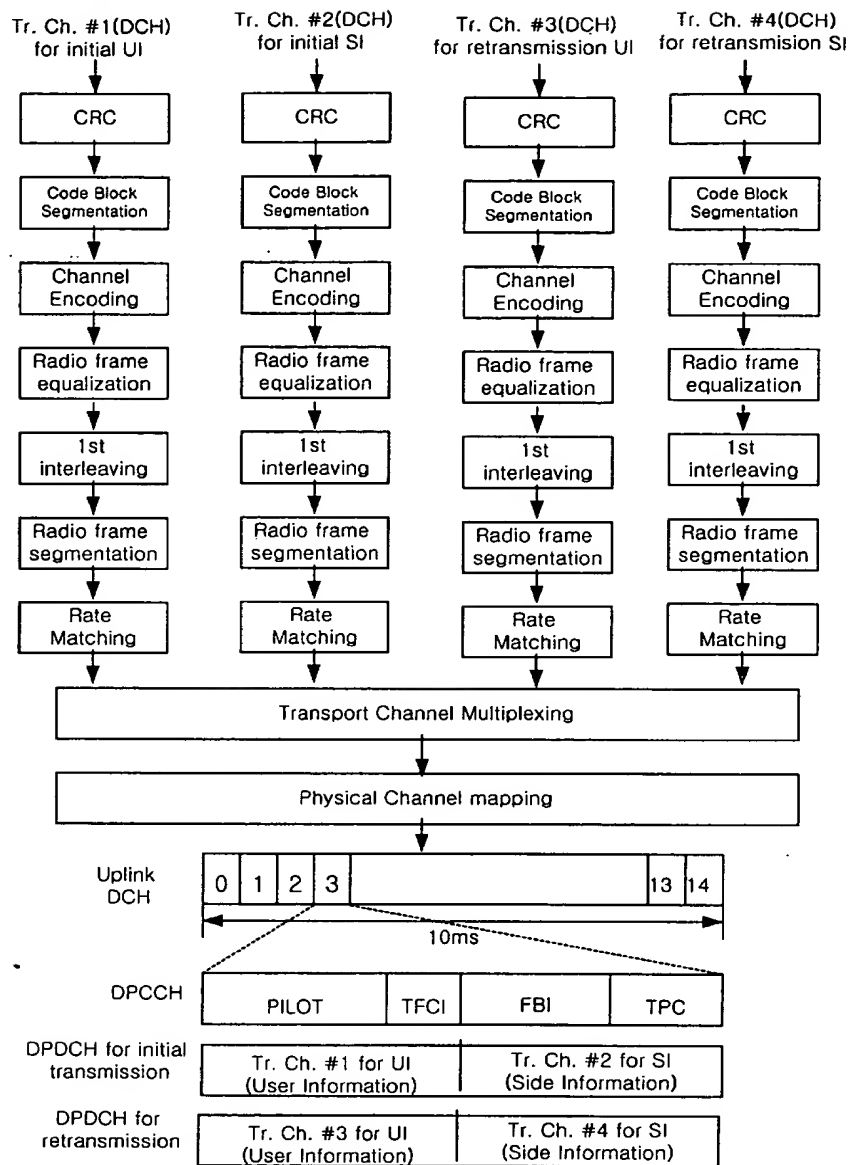 Tr. Ch. #1(DCH)
for initial UI
Tr. Ch. #2(DCH)
for initial SI
Tr. Ch. #3(DCH)
for retransmission UI
Tr. Ch. #4(DCH)
for retransmision SI
CRC
CRC
CRC
CRC
Code Block
Segmentation
Code Block
Segmentation
Code Block
Segmentation
Code Block
Segmentation
Channel
Encoding
Channel
Encoding
Channel
Encoding
Channel
Encoding
Radio frame
equalization
Radio frame
equalization
Radio frame
equalization
Radio frame
equalization
1st
interleaving
1st
interleaving
1st
interleaving
1st
interleaving
Radio frame
segmentation
Radio frame
segmentation
Radio frame
segmentation
Radio frame
segmentation
Rate
Matching
Rate
Matching
Rate
Matching
Rate
Matching
Transport Channel Multiplexing
Physical Channel mapping
Uplink
DCH
0 1 2 3 13 14
10ms
DPCCH
PILOT TFCI FBI TPC
DPDCH for initial
transmission
Tr. Ch. #1 for UI
(User Information)
Tr. Ch. #2 for SI
(Side Information)
DPDCH for
retransmission
Tr. Ch. #3 for UI
(User Information)
Tr. Ch. #4 for SI
(Side Information)